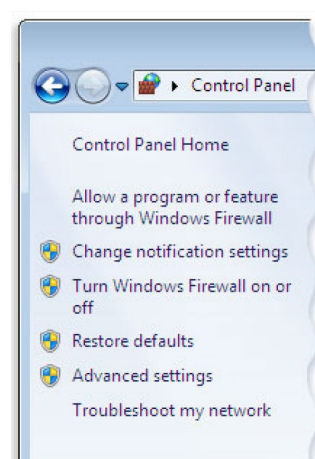 Control Panel
Control Panel Home
Allow a program or feature
through Windows Firewall
Change notification settings
Turn Windows Firewall on or
off
Restore defaults
Advanced settings
Troubleshoot my network